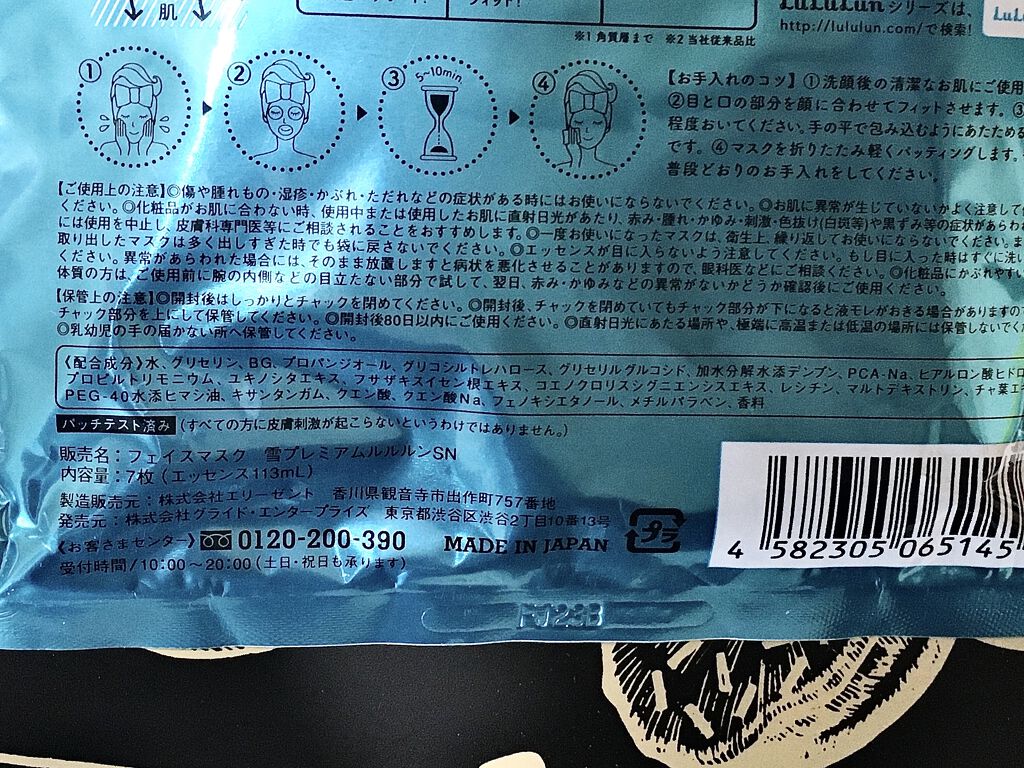 肌
フィット!
LuLuLunシリーズは、
http://lululun.com/で検索!
※1 角質層まで ※2 当社従来品比
① ② ③ 5~10min. ④
【お手入れのコツ】①洗顔後の清潔なお肌にご使用
②目と口の部分を顔に合わせてフィットさせます。③
程度おいてください。手の平で包み込むようにあたためる
です。④マスクを折りたたみ軽くパッティングします。
普段どおりのお手入れをしてください。
【ご使用上の注意】◎傷や腫れもの・湿疹・かぶれ・ただれなどの症状がある時にはお使いにならないでください。◎お肌に異常が生じていないかよく注意して
ください。◎化粧品がお肌に合わない時、使用中または使用したお肌に直射日光があたり、赤み・腫れ・かゆみ・刺激・色抜け(白斑等)や黒ずみ等の症状があらわ
には使用を中止し、皮膚科専門医等にご相談されることをおすすめします。◎一度お使いになったマスクは、衛生上、繰り返してお使いにならないでください。ま
取り出したマスクは多く出しすぎた時でも袋に戻さないでください。◎エッセンスが目に入らないよう注意してください。もし目に入った時はすぐに洗い
ください。異常があらわれた場合には、そのまま放置しますと病状を悪化させることがありますので、眼科医などにご相談ください。◎化粧品にかぶれやすい
体質の方は、ご使用前に腕の内側などの目立たない部分で試して、翌日、赤み・かゆみなどの異常がないかどうか確認後にご使用ください。
【保管上の注意】◎開封後はしっかりとチャックを閉めてください。◎開封後、チャックを閉めていてもチャック部分が下になると液モレがおきる場合がありますので
チャック部分を上にして保管してください。◎開封後80日以内にご使用ください。◎直射日光にあたる場所や、極端に高温または低温の場所には保管しないでく
◎乳幼児の手の届かない所へ保管してください。
《配合成分》水、グリセリン、BG、プロパンジオール、グリコシルトレハロース、グリセリルグルコシド、加水分解水添デンプン、PCA-Na、ヒアルロン酸ヒドロ
プロピルトリモニウム、ユキノシタエキス、フサザキスイセン根エキス、コエノクロリスシグニエンシスエキス、レシチン、マルトデキストリン、チャ葉エ
PEG-40水添ヒマシ油、キサンタンガム、クエン酸、クエン酸Na、フェノキシエタノール、メチルパラベン、香料
パッチテスト済み (すべての方に皮膚刺激が起こらないというわけではありません。)
販売名:フェイスマスク 雪プレミアムルルルンSN
内容量:7枚(エッセンス113mL)
製造販売元:株式会社エリーゼント 香川県観音寺市出作町757番地
発売元:株式会社グライド・エンタープライズ 東京都渋谷区渋谷2丁目10番13号
《お客さまセンター》 0120-200-390 MADE IN JAPAN プラ
受付時間/10:00~20:00(土日・祝日も承ります)
4 582305 065145